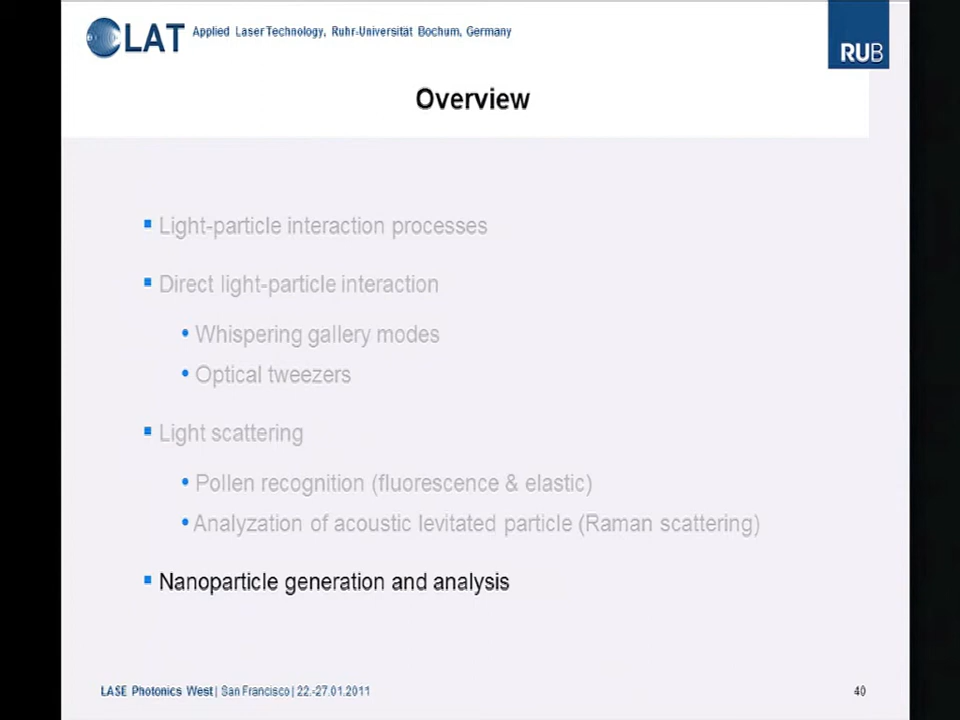 LAT Applied Laser Technology, Ruhr-Universität Bochum, Germany
RUB
Overview
Light-particle interaction processes
Direct light-particle interaction
Whispering gallery modes
Optical tweezers
Light scattering
Pollen recognition (fluorescence & elastic)
Analyzation of acoustic levitated particle (Raman scattering)
Nanoparticle generation and analysis
LASE Photonics West | San Francisco | 22.-27.01.2011
40